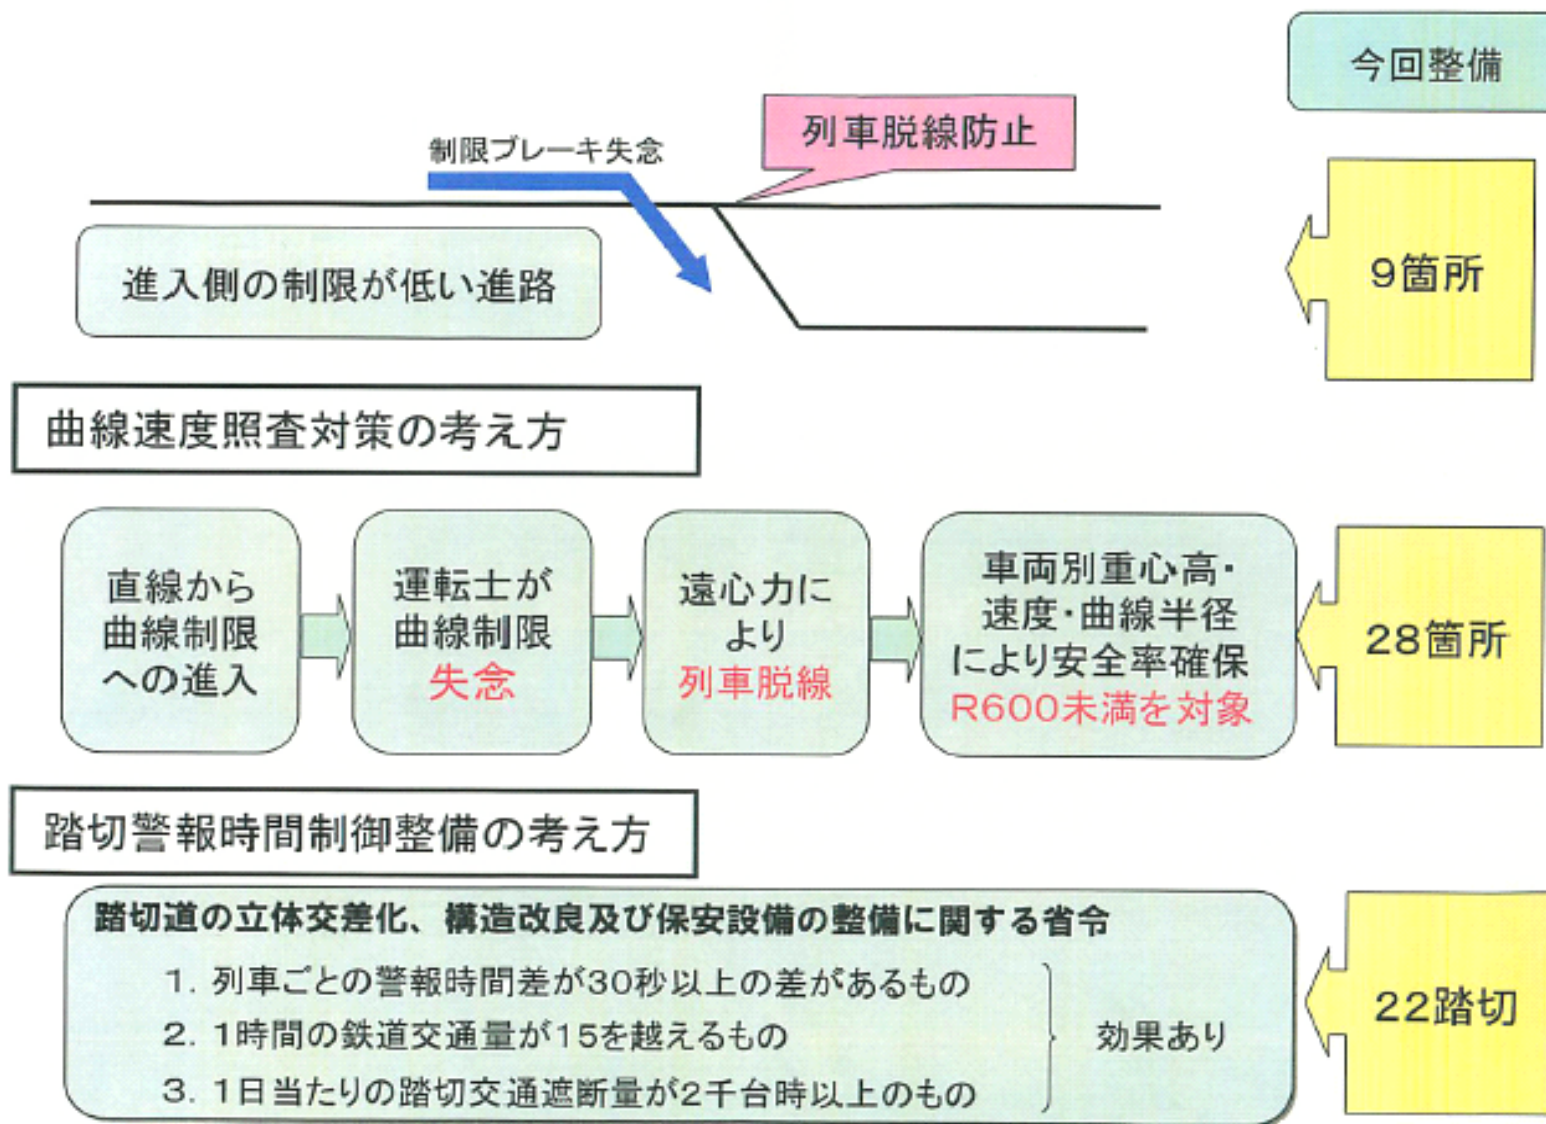 今回整備
列車脱線防止
制限ブレーキ失念
進入側の制限が低い進路
9箇所
曲線速度照査対策の考え方
直線から
曲線制限
への進入
運転士が
曲線制限
失念
遠心力に
より
列車脱線
車両別重心高・
速度・曲線半径
により安全率確保
R600未満を対象
28箇所
踏切警報時間制御整備の考え方
踏切道の立体交差化、構造改良及び保安設備の整備に関する省令
1. 列車ごとの警報時間差が30秒以上の差があるもの
2. 1時間の鉄道交通量が15を越えるもの
3. 1日当たりの踏切交通遮断量が2千台時以上のもの
効果あり
22踏切